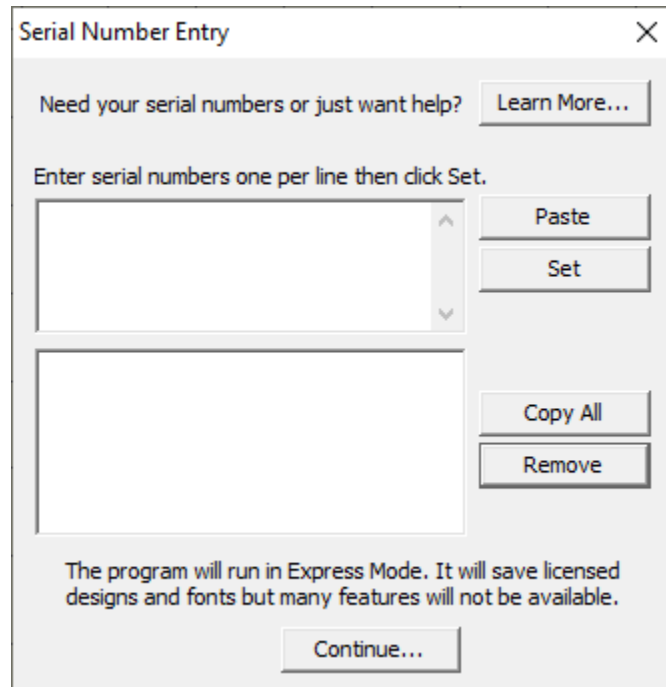 Serial Number Entry
Need your serial numbers or just want help?
Learn More...
Enter serial numbers one per line then click Set.
Paste
Set
Copy All
Remove
The program will run in Express Mode. It will save licensed
designs and fonts but many features will not be available.
Continue...